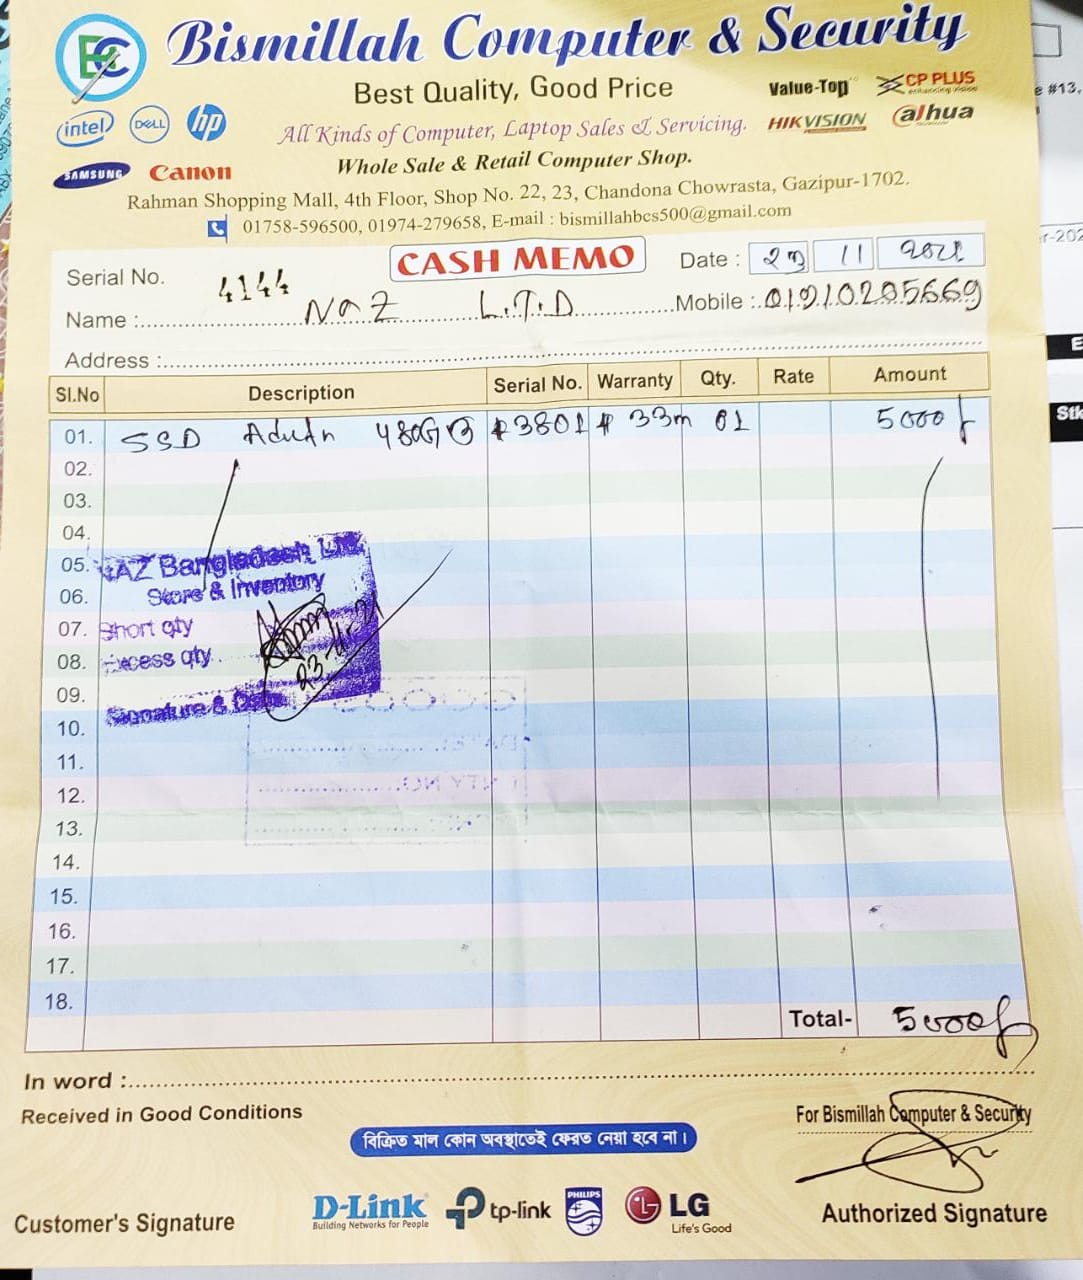 Bismillah Computer & Security
Best Quality, Good Price
Value-Top CP PLUS
intel DELL hp
All Kinds of Computer, Laptop Sales & Servicing.
HIKVISION alhua
SAMSUNG Canon
Whole Sale & Retail Computer Shop.
Rahman Shopping Mall, 4th Floor, Shop No. 22, 23, Chandona Chowrasta, Gazipur-1702.
01758-596500, 01974-279658, E-mail : bismillahbcs500@gmail.com
Serial No. 4144 CASH MEMO Date : 23 11
Name : NaZ L.T.D Mobile : 01910205669
Address :
Sl.No Description Serial No. Warranty Qty. Rate Amount
01. SSD 480GB #3801# 33m 01 5000/
02.
03.
04.
05. NAZ Bangladesh Ltd.
06. Store & Inventory
07. Short qty
08. Excess qty
23-11-21
09. Signature & Date
10.
11.
12.
13.
14.
15.
16.
17.
18.
Total- 5000/
In word :
Received in Good Conditions
For Bismillah Computer & Security
বিক্রিত মাল কোন অবস্থাতেই ফেরত নেয়া হবে না।
Customer's Signature
D-Link
Building Networks for People
tp-link
PHILIPS
LG
Life's Good
Authorized Signature